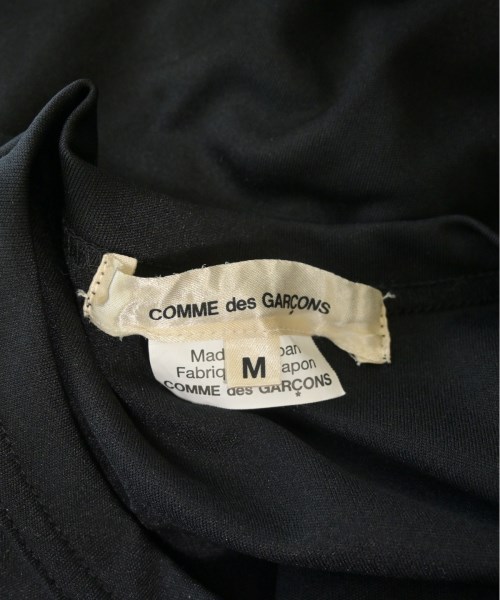 COMME des GARÇONS
M
Mad pan
Fabriq apon
COMME des GARÇONS
*